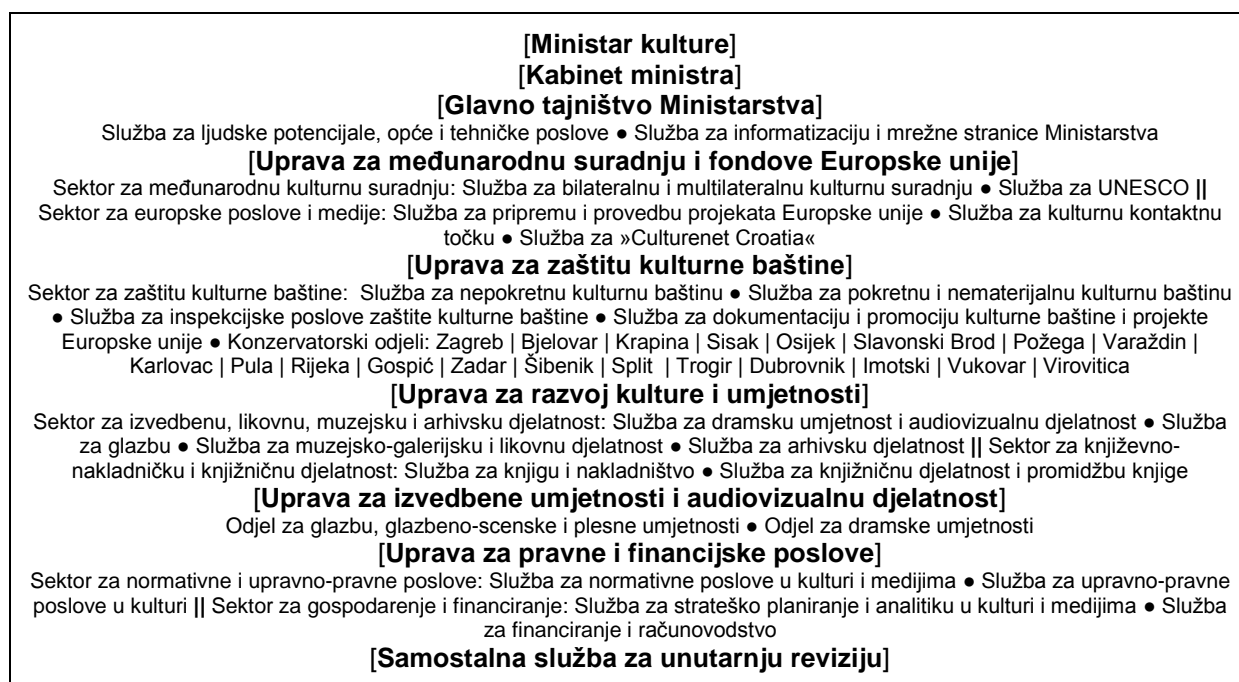 [Ministar kulture]
[Kabinet ministra]
[Glavno tajništvo Ministarstva]
Služba za ljudske potencijale, opće i tehničke poslove ● Služba za informatizaciju i mrežne stranice Ministarstva
[Uprava za međunarodnu suradnju i fondove Europske unije]
Sektor za međunarodnu kulturnu suradnju: Služba za bilateralnu i multilateralnu kulturnu suradnju ● Služba za UNESCO ||
Sektor za europske poslove i medije: Služba za pripremu i provedbu projekata Europske unije ● Služba za kulturnu kontaktnu
točku ● Služba za »Culturenet Croatia«
[Uprava za zaštitu kulturne baštine]
Sektor za zaštitu kulturne baštine: Služba za nepokretnu kulturnu baštinu ● Služba za pokretnu i nematerijalnu kulturnu baštinu
● Služba za inspekcijske poslove zaštite kulturne baštine ● Služba za dokumentaciju i promociju kulturne baštine i projekte
Europske unije ● Konzervatorski odjeli: Zagreb | Bjelovar | Krapina | Sisak | Osijek | Slavonski Brod | Požega | Varaždin |
Karlovac | Pula | Rijeka | Gospić | Zadar | Šibenik | Split | Trogir | Dubrovnik | Imotski | Vukovar | Virovitica
[Uprava za razvoj kulture i umjetnosti]
Sektor za izvedbenu, likovnu, muzejsku i arhivsku djelatnost: Služba za dramsku umjetnost i audiovizualnu djelatnost ● Služba
za glazbu ● Služba za muzejsko-galerijsku i likovnu djelatnost ● Služba za arhivsku djelatnost || Sektor za književno-
nakladničku i knjižničnu djelatnost: Služba za knjigu i nakladništvo ● Služba za knjižničnu djelatnost i promidžbu knjige
[Uprava za izvedbene umjetnosti i audiovizualnu djelatnost]
Odjel za glazbu, glazbeno-scenske i plesne umjetnosti ● Odjel za dramske umjetnosti
[Uprava za pravne i financijske poslove]
Sektor za normativne i upravno-pravne poslove: Služba za normativne poslove u kulturi i medijima ● Služba za upravno-pravne
poslove u kulturi || Sektor za gospodarenje i financiranje: Služba za strateško planiranje i analitiku u kulturi i medijima ● Služba
za financiranje i računovodstvo
[Samostalna služba za unutarnju reviziju]